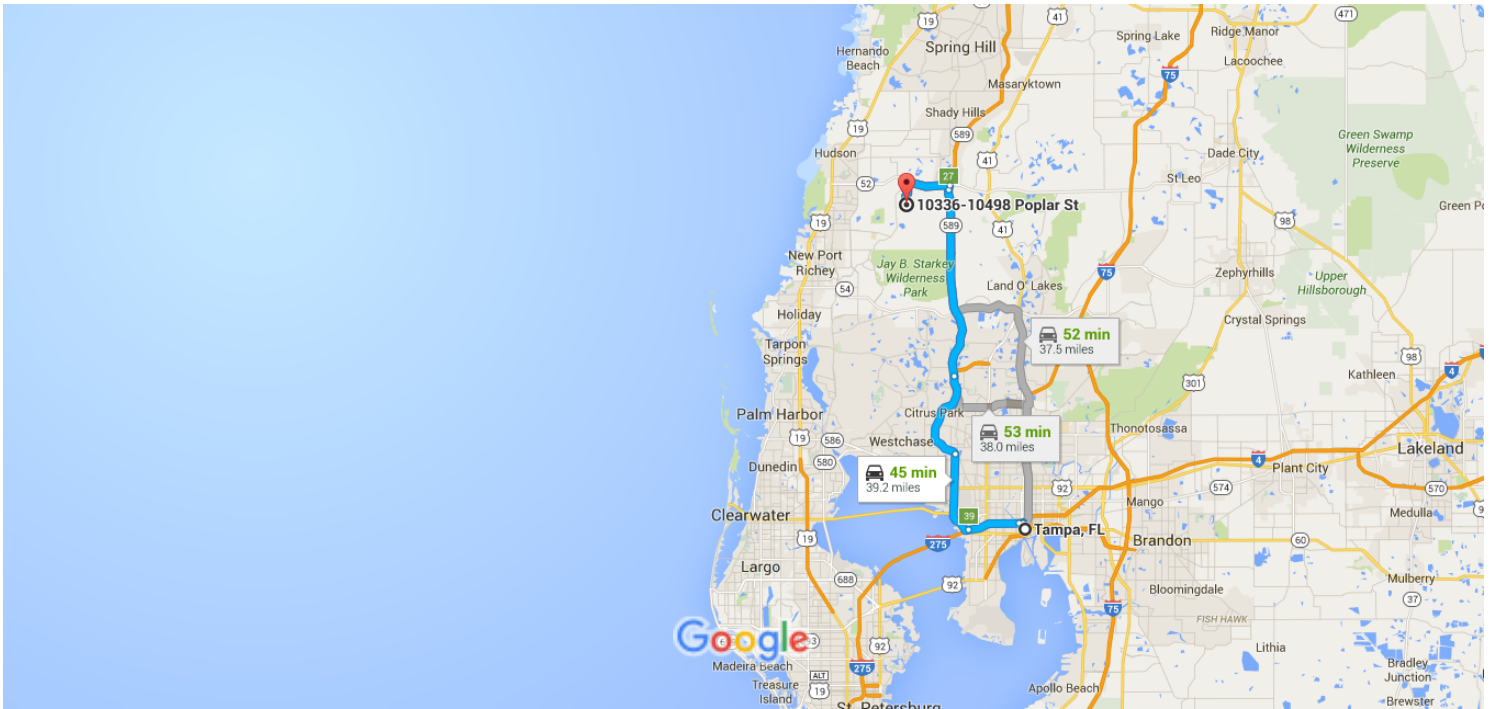 19
41
471
Spring Lake
Ridge Manor
Spring Hill
Hernando
Beach
19
Lacoochee
75
Masaryktown
Shady Hills
98
19
589
Green Swamp
Wilderness
Preserve
Hudson
41
Dade City
52
27
St Leo
10336-10498 Poplar St
Green Po
19
589
41
98
New Port
Richey
Jay B. Starkey
Wilderness
Park
75
Zephyrhills
Upper
Hillsborough
54
Land O' Lakes
Holiday
Crystal Springs
52 min
37.5 miles
Tarpon
Springs
98
4
Kathleen
301
Palm Harbor
Citrus Park
Thonotosassa
19
586
Westchase
53 min
38.0 miles
Lakeland
Dunedin
580
4
Plant City
45 min
39.2 miles
92
574
570
Mango
Clearwater
39
Medulla
Tampa, FL
19
275
Brandon
60
Largo
688
92
Mulberry
Bloomingdale
37
75
FISH HAWK
Google
92
Lithia
Madeira Beach
275
Bradley
Junction
ALT
19
Treasure
Island
Apollo Beach
Brewster
St. Petersburg